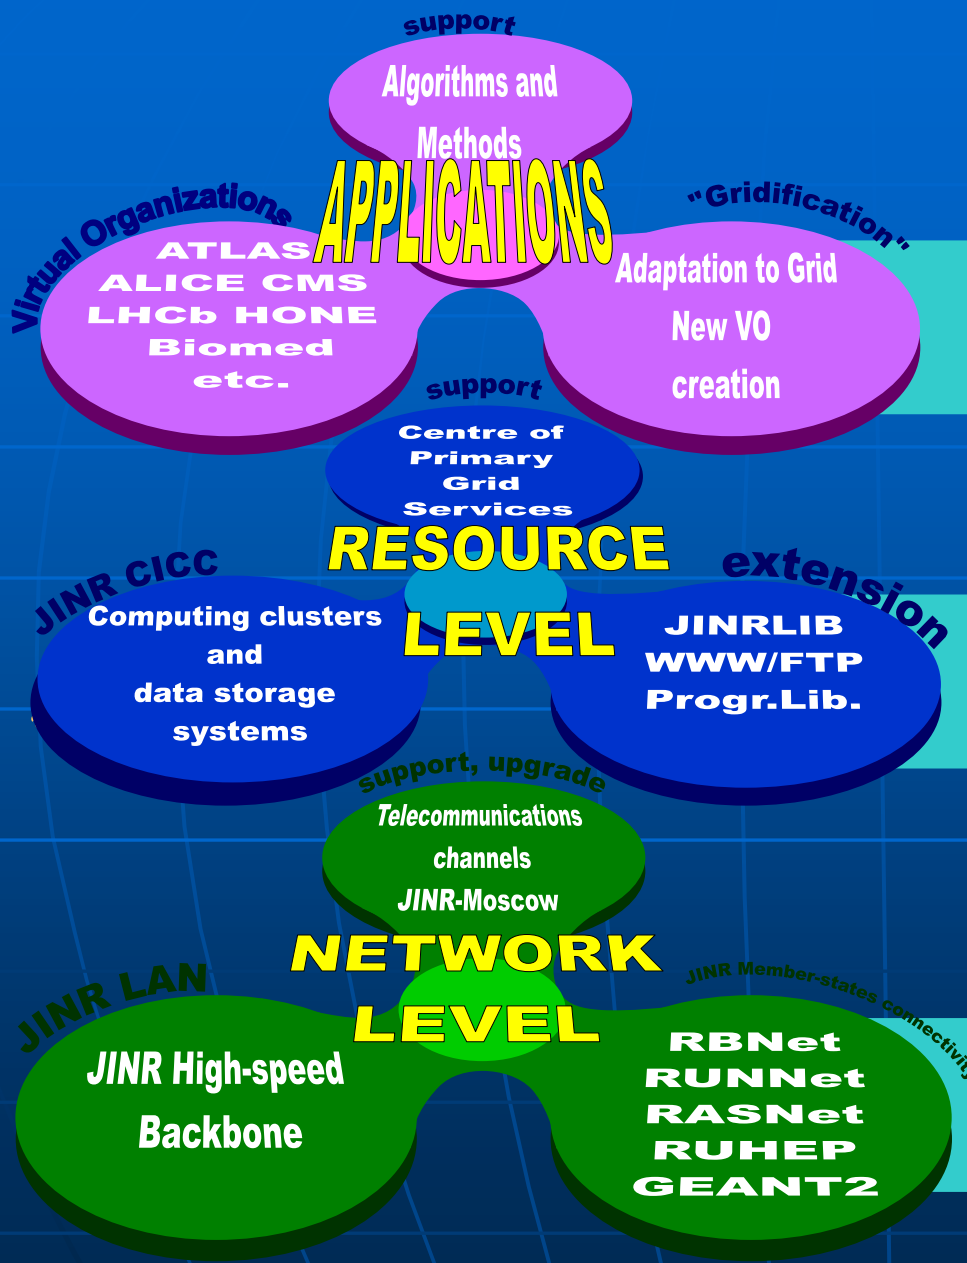 support
Algorithms and
Methods
APPLICATIONS
Virtual Organizations
ATLAS
ALICE CMS
LHCb HONE
Biomed
etc.
"Gridification"
Adaptation to Grid
New VO
creation
support
Centre of
Primary
Grid
Services
RESOURCE
LEVEL
JINR CICC
Computing clusters
and
data storage
systems
extension
JINRLIB
WWW/FTP
Progr.Lib.
support, upgrade
Telecommunications
channels
JINR-Moscow
NETWORK
LEVEL
JINR LAN
JINR High-speed
Backbone
JINR Member-states connectivity
RBNet
RUNNet
RASNet
RUHEP
GEANT2